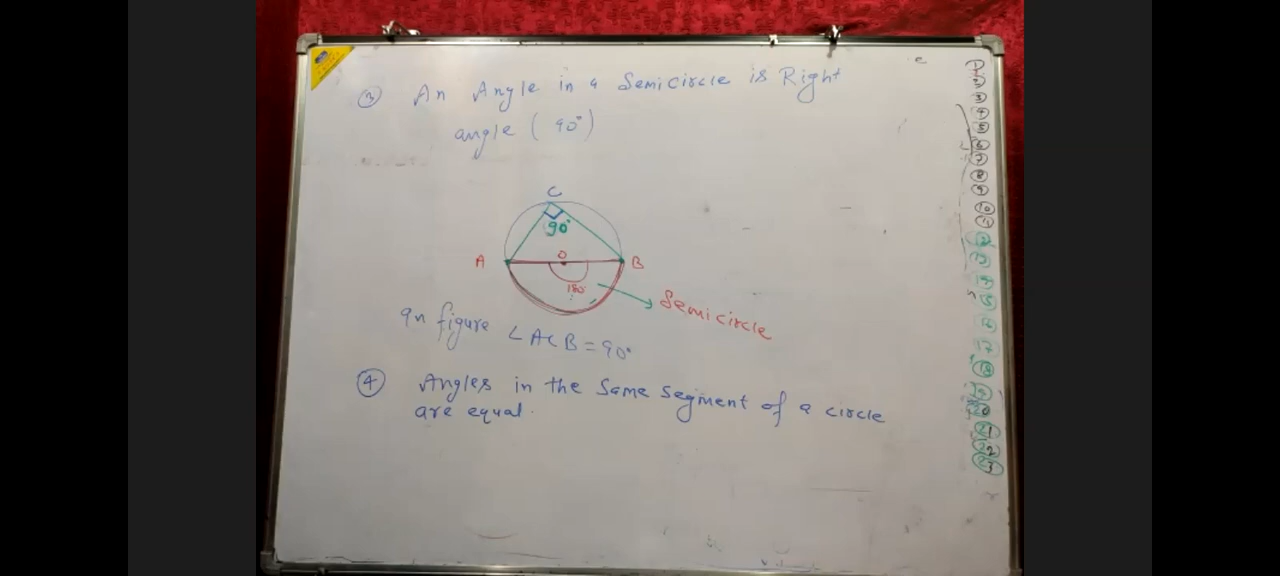 ③ An Angle in a Semicircle is Right
angle ( 90° )
C
90°
A
O
B
180°
Semicircle
In figure ∠ACB = 90°
④ Angles in the Same Segment of a circle
are equal.